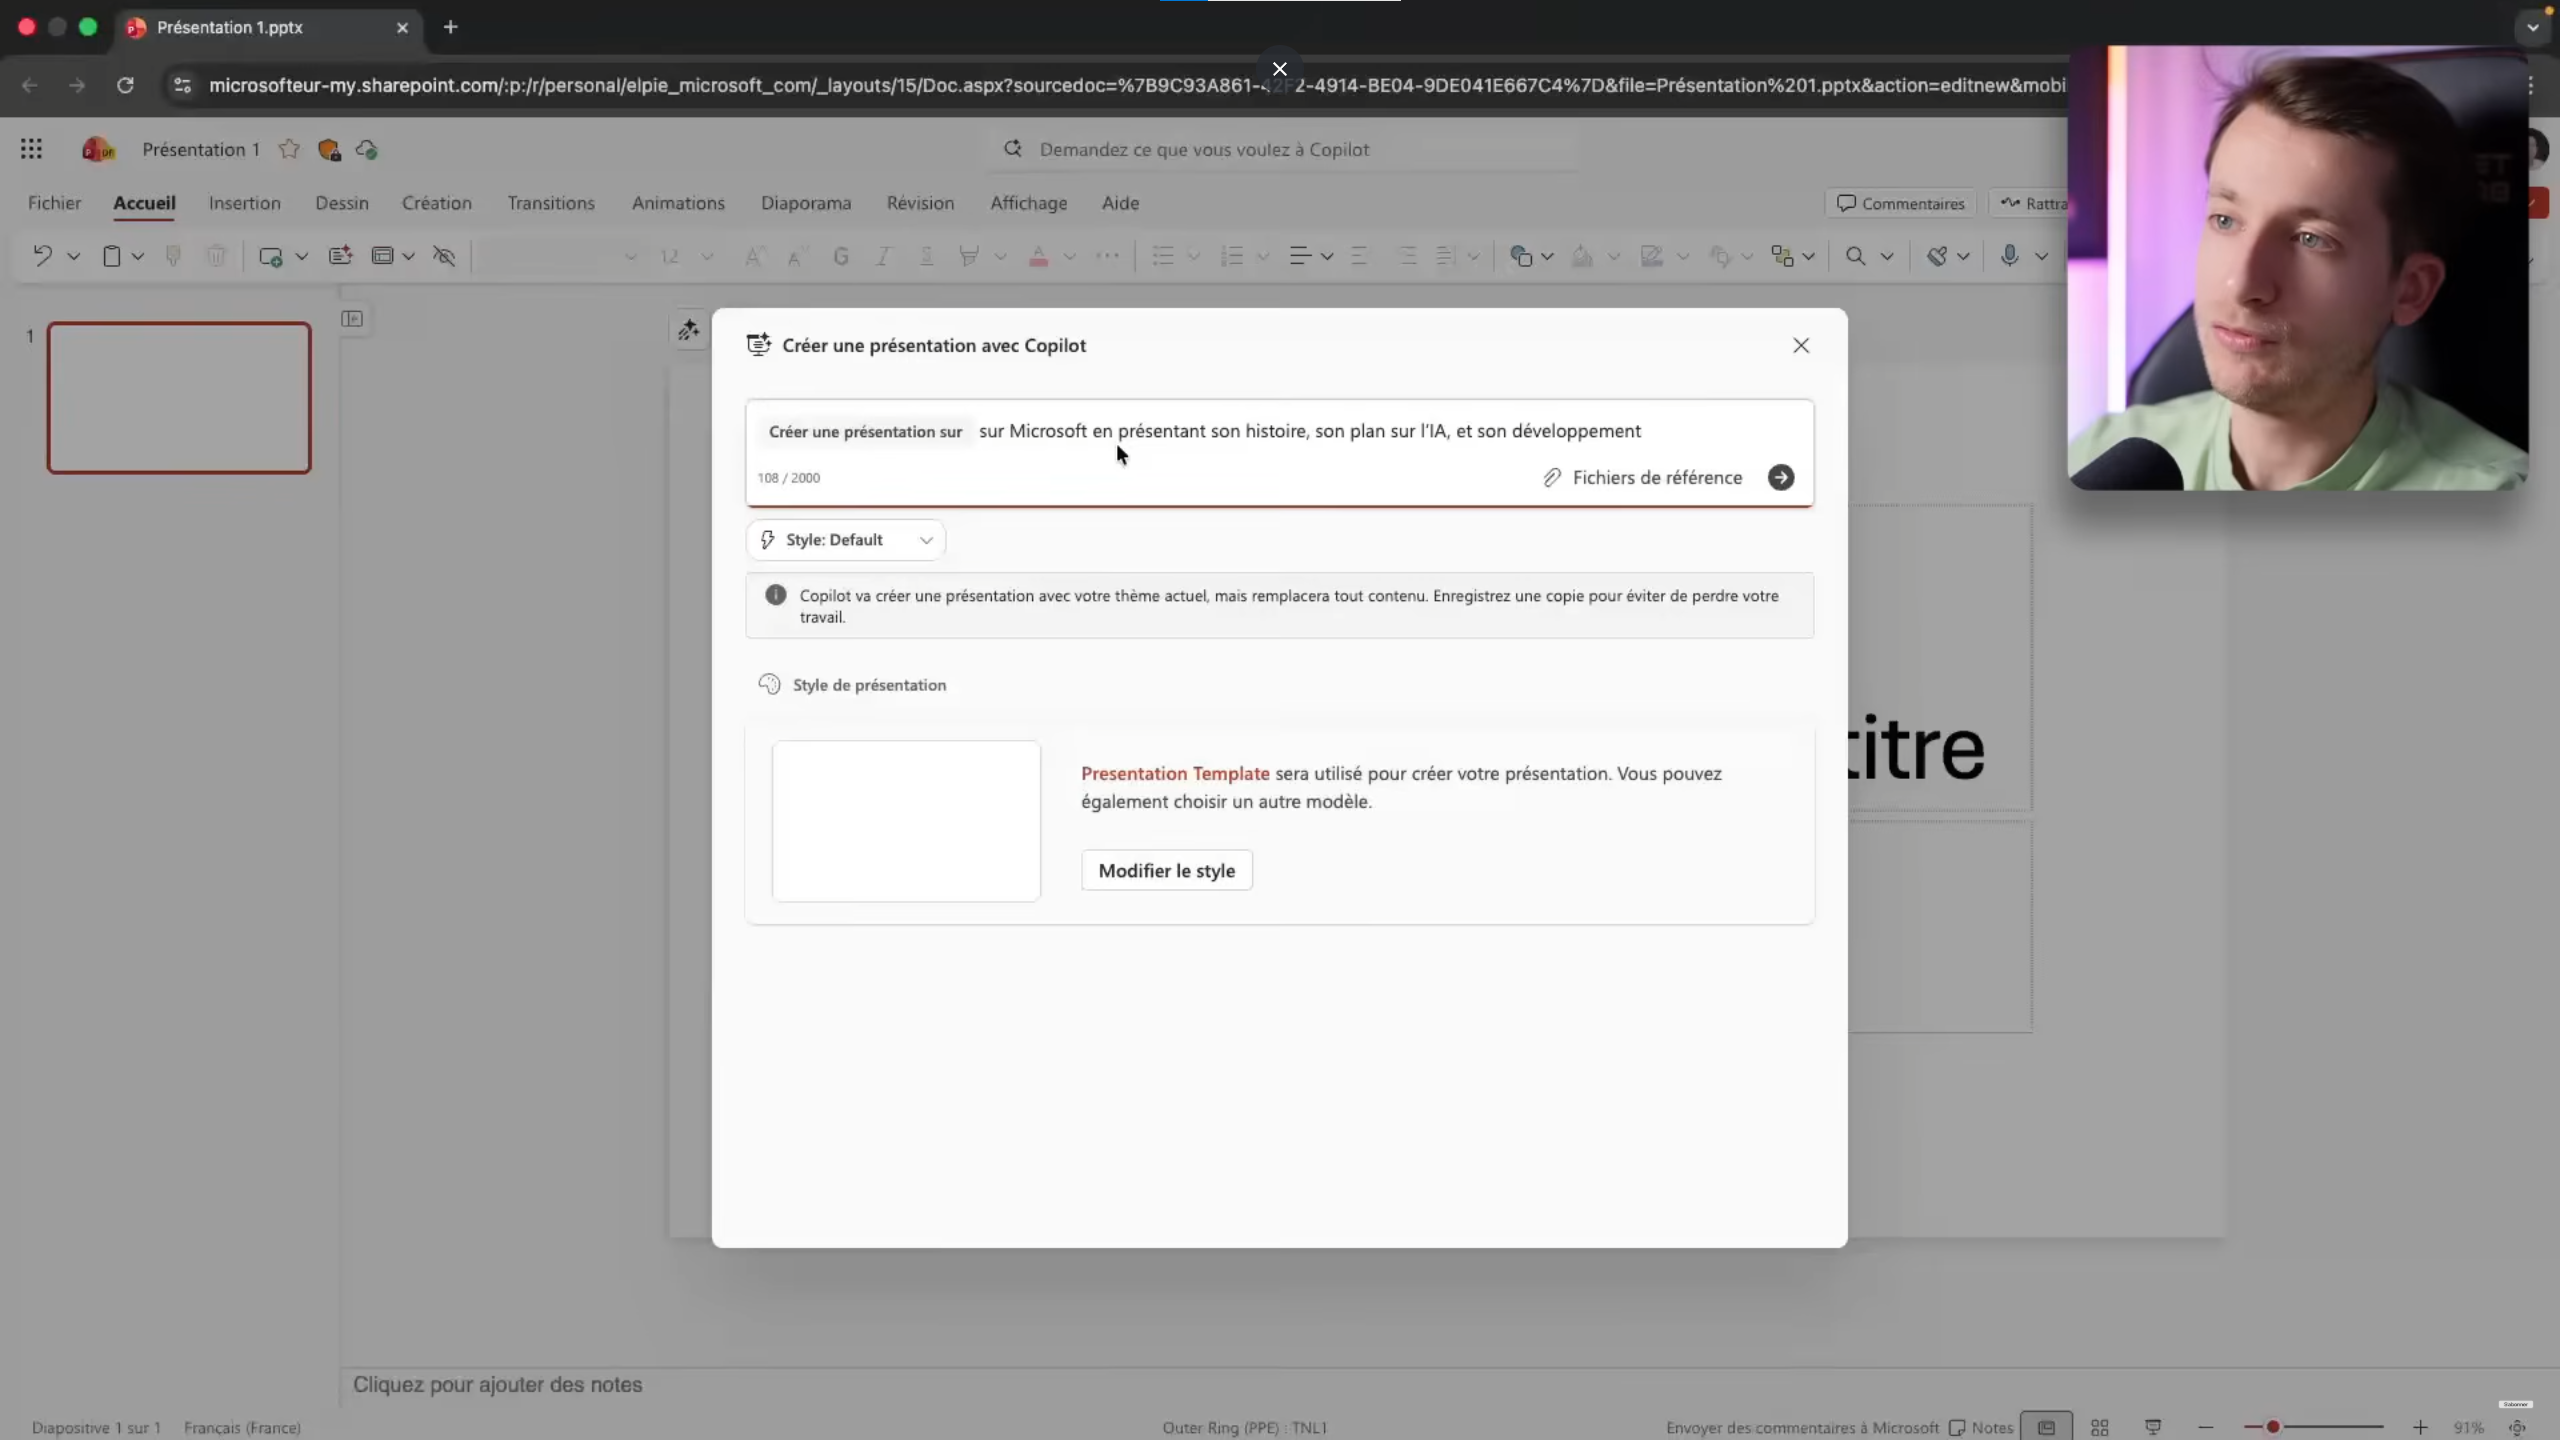 Présentation 1.pptx
microsofteur-my.sharepoint.com/:p:/r/personal/elpie_microsoft_com/_layouts/15/Doc.aspx?sourcedoc=%7B9C93A861-42F2-4914-BE04-9DE041E667C4%7D&file=Présentation%201.pptx&action=editnew&mobi
Présentation 1
Demandez ce que vous voulez à Copilot
Fichier Accueil Insertion Dessin Création Transitions Animations Diaporama Révision Affichage Aide
Commentaires
Rattra
12
1
Créer une présentation avec Copilot
Créer une présentation sur sur Microsoft en présentant son histoire, son plan sur l'IA, et son développement
108 / 2000
Fichiers de référence
Style: Default
Copilot va créer une présentation avec votre thème actuel, mais remplacera tout contenu. Enregistrez une copie pour éviter de perdre votre
travail.
Style de présentation
titre
Presentation Template sera utilisé pour créer votre présentation. Vous pouvez
également choisir un autre modèle.
Modifier le style
Cliquez pour ajouter des notes
Diapositive 1 sur 1 Français (France)
Outer Ring (PPE) : TNL1
Envoyer des commentaires à Microsoft
Notes
91%